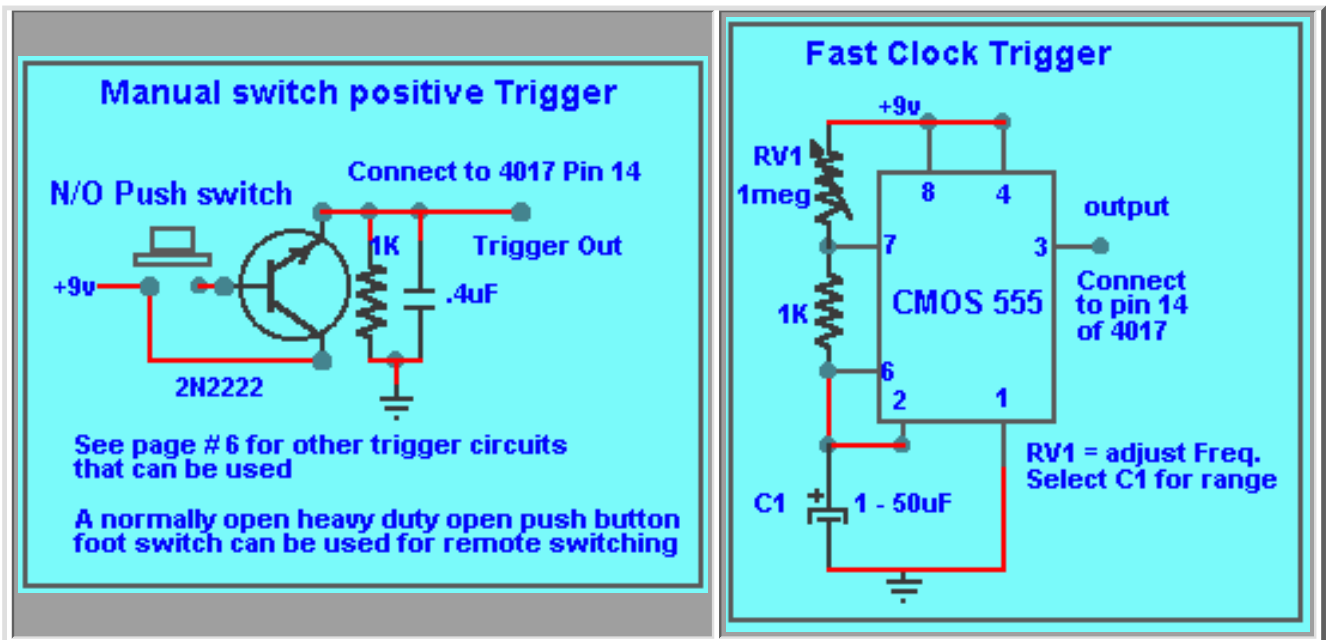 Manual switch positive Trigger
Connect to 4017 Pin 14
N/O Push switch
1K
Trigger Out
+9v
.4uF
2N2222
See page # 6 for other trigger circuits
that can be used
A normally open heavy duty open push button
foot switch can be used for remote switching
Fast Clock Trigger
+9v
RV1
1meg
8
4
output
7
3
Connect
to pin 14
of 4017
1K
CMOS 555
6
2
1
RV1 = adjust Freq.
Select C1 for range
C1
+
1 - 50uF